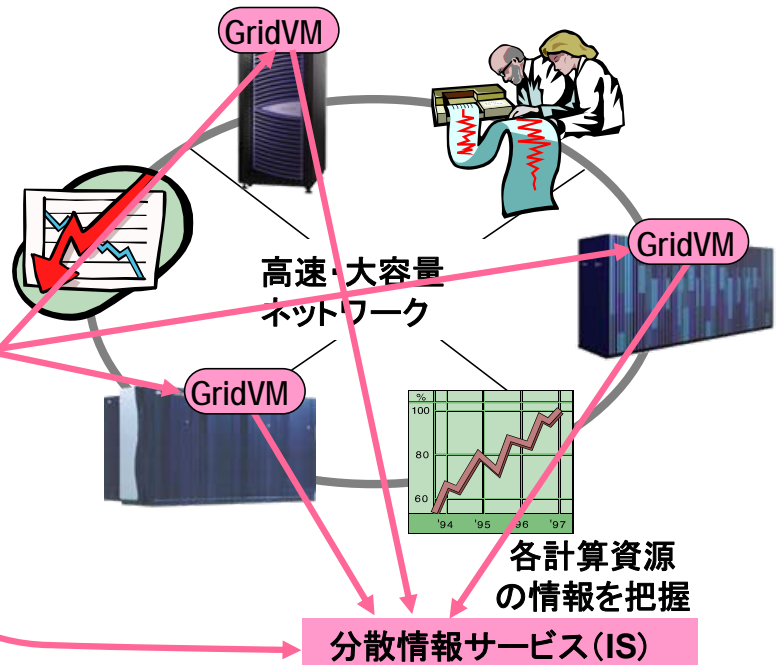 GridVM
GridVM
高速・大容量
ネットワーク
GridVM
%
100
80
60
'94 '95 '96 '97
各計算資源
の情報を把握
分散情報サービス（IS）